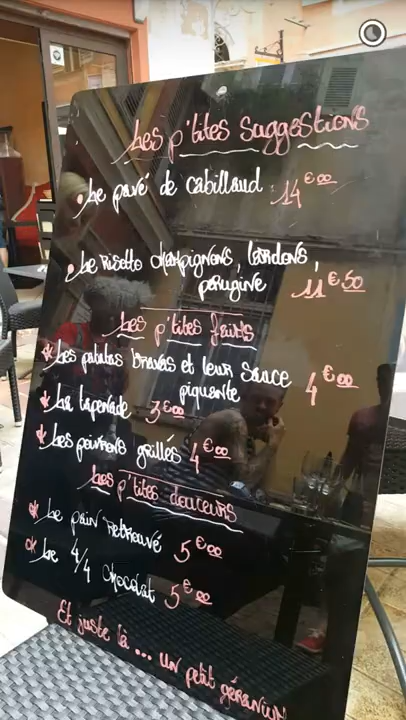 Les p'tites suggestions
Le pavé de cabillaud 14€00
Le risotto champignons, lardons,
perugine 11€50
Les p'tites faims
Les patatas bravas et leur sauce
piquante 4€00
La tapenade 3€00
Les poivrons grillés 4€00
Les p'tites douceurs
Le pain retrouvé 5€00
Le 4/4 chocolat 5€00
Et juste là ... un petit géranium